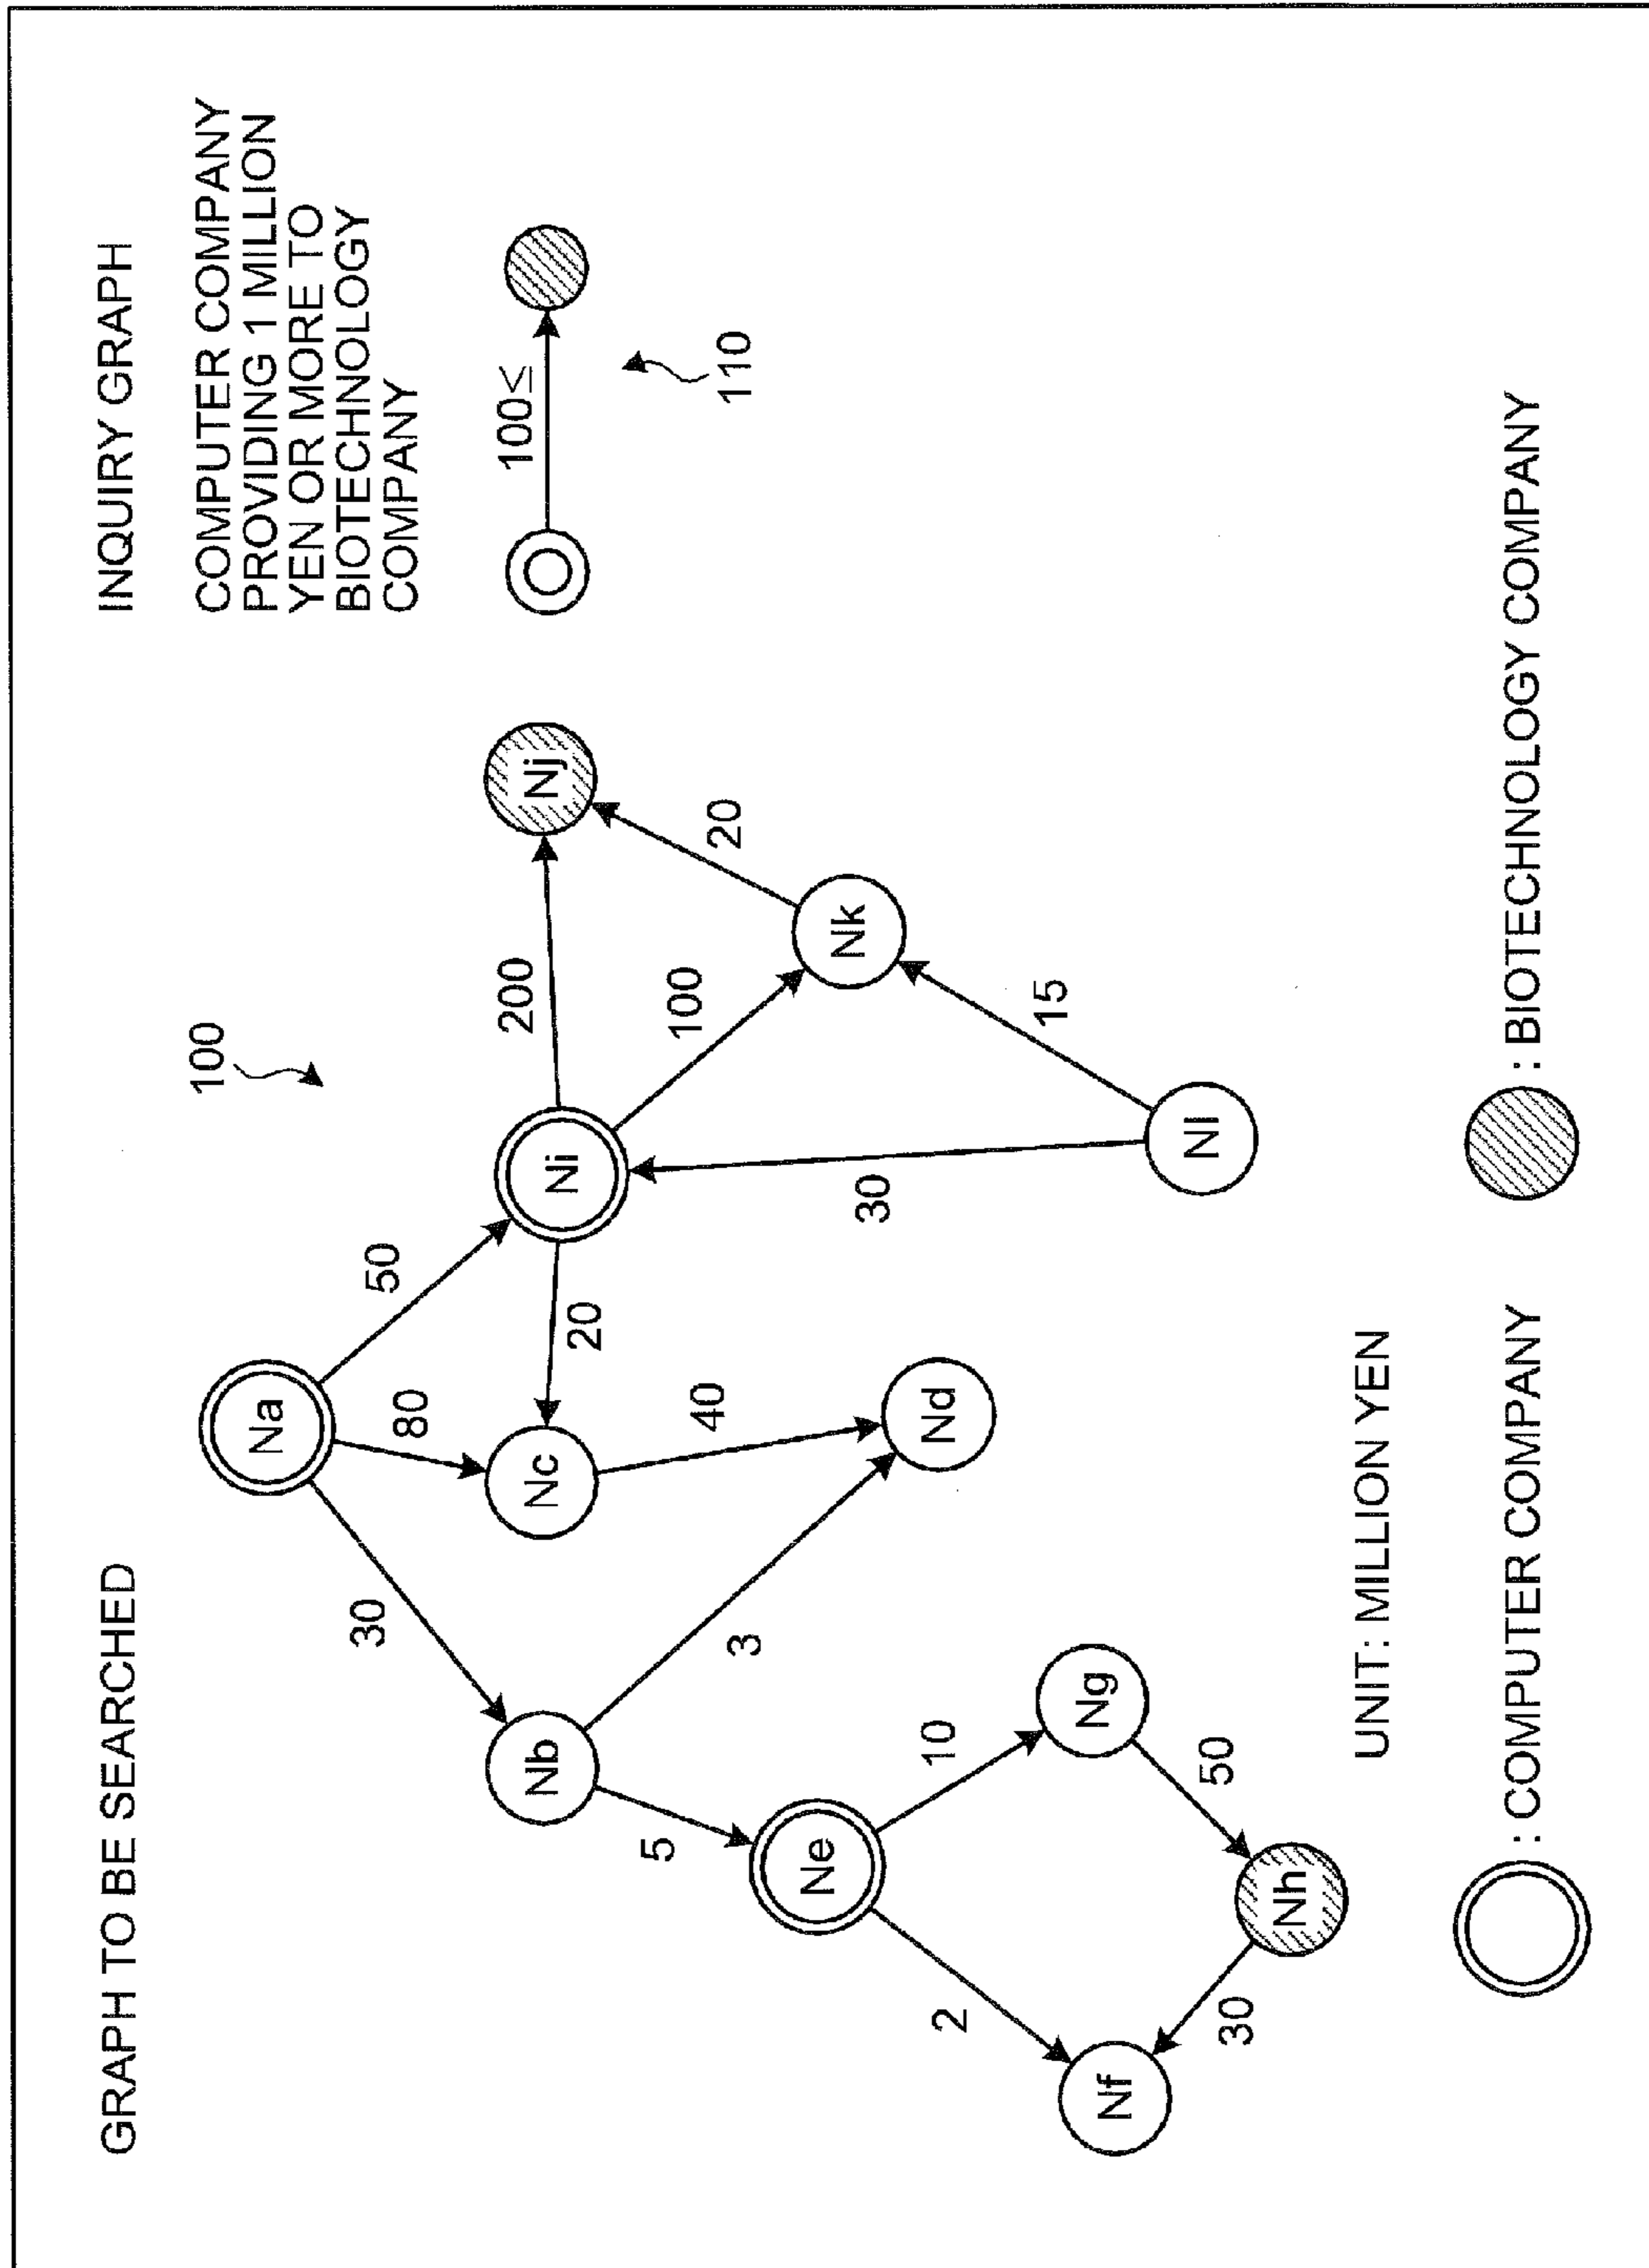 GRAPH TO BE SEARCHED
INQUIRY GRAPH
COMPUTER COMPANY
PROVIDING 1 MILLION
YEN OR MORE TO
BIOTECHNOLOGY
COMPANY
100≤
110
100
Na
30
80
50
Nb
Nc
20
Ni
200
Nj
5
3
40
30
100
20
Ne
Nd
Nk
2
10
15
Nf
Ng
Nl
30
50
Nh
UNIT: MILLION YEN
: COMPUTER COMPANY
: BIOTECHNOLOGY COMPANY